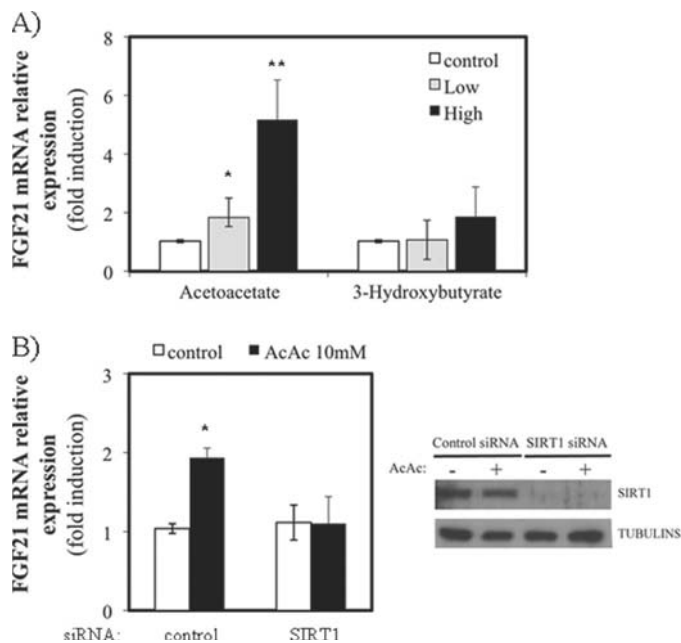 A)
FGF21 mRNA relative
expression
(fold induction)
8
6
4
2
0
*
**
control
Low
High
Acetoacetate
3-Hydroxybutyrate
B)
control
AcAc 10mM
FGF21 mRNA relative
expression
(fold induction)
3
2
1
0
*
siRNA: control SIRT1
Control siRNA SIRT1 siRNA
AcAc: - + - +
SIRT1
TUBULINS